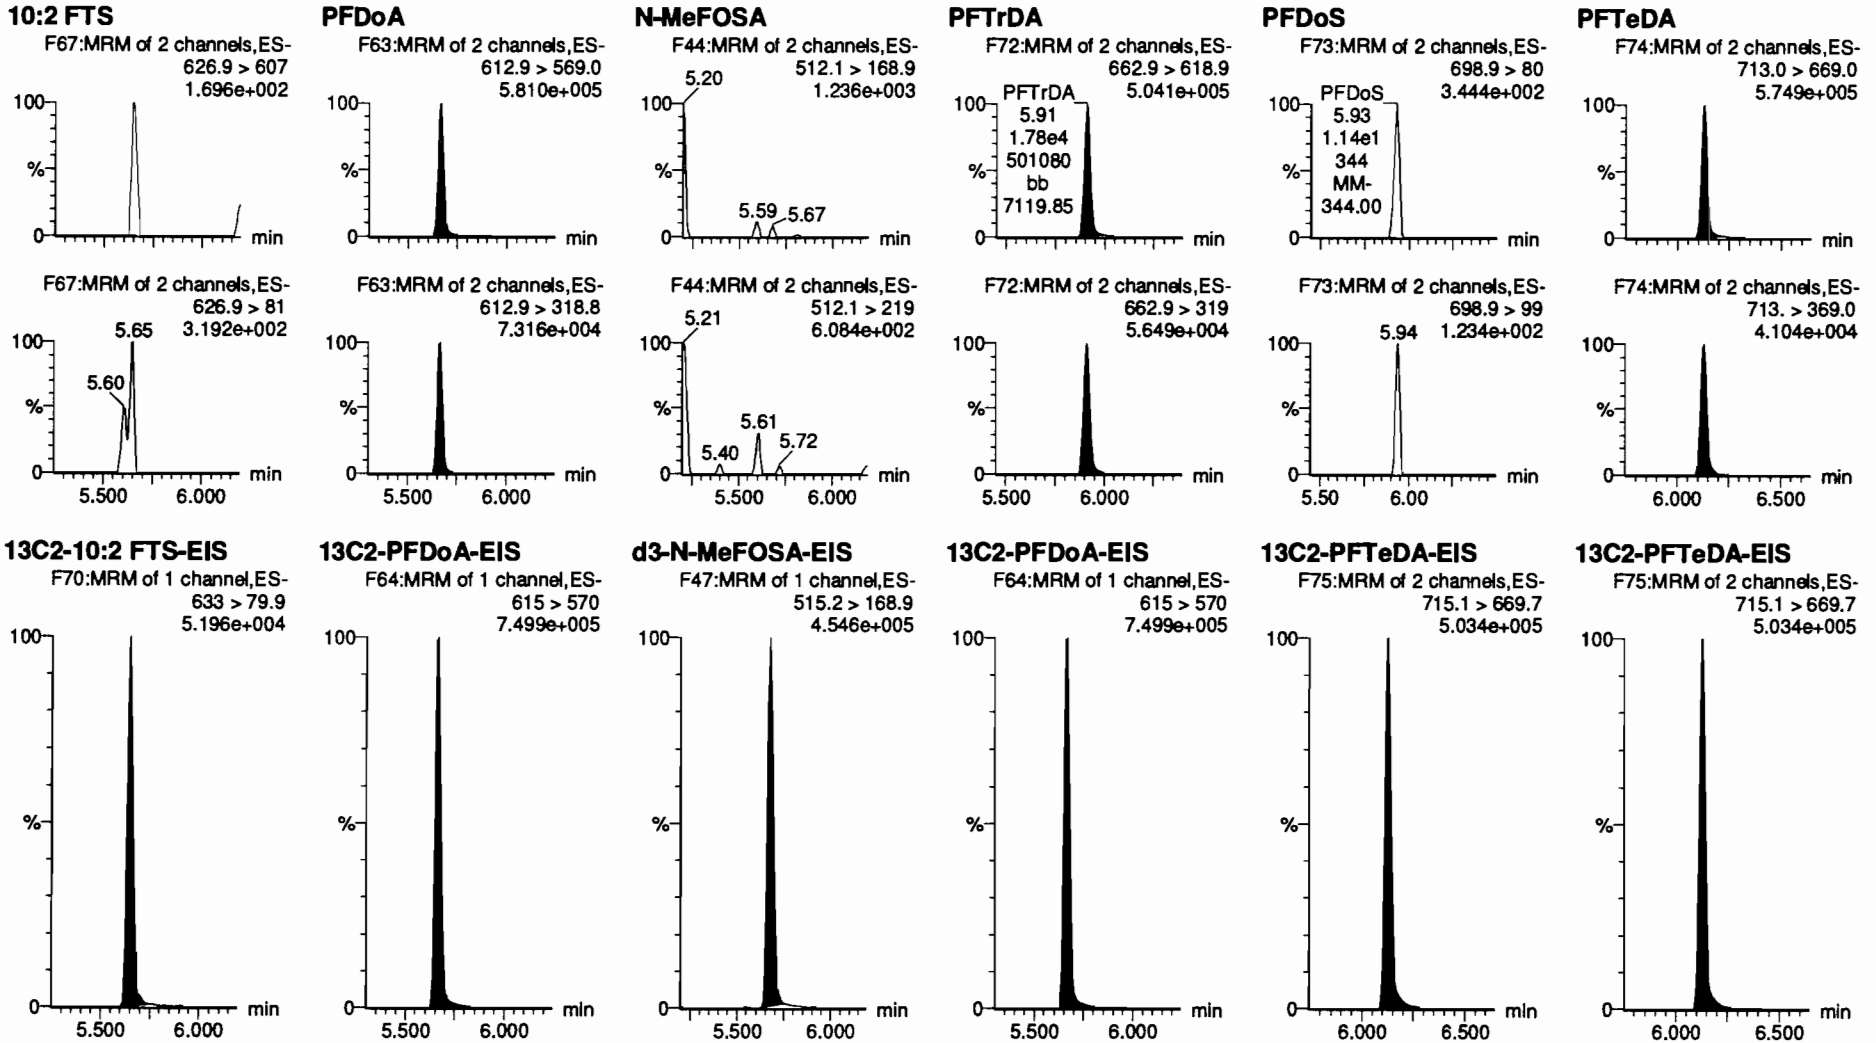 10:2 FTS
F67:MRM of 2 channels,ES-
626.9 > 607
1.696e+002
100
%
0
min
F67:MRM of 2 channels,ES-
626.9 > 81
3.192e+002
5.65
100
5.60
%
0
min
5.500 6.000
PFDoA
F63:MRM of 2 channels,ES-
612.9 > 569.0
5.810e+005
100
%
0
min
F63:MRM of 2 channels,ES-
612.9 > 318.8
7.316e+004
100
%
0
min
5.500 6.000
N-MeFOSA
F44:MRM of 2 channels,ES-
512.1 > 168.9
1.236e+003
5.20
100
%
5.59
5.67
0
min
F44:MRM of 2 channels,ES-
512.1 > 219
6.084e+002
5.21
100
%
5.61
5.40
5.72
0
min
5.500 6.000
PFTrDA
F72:MRM of 2 channels,ES-
662.9 > 618.9
5.041e+005
PFTrDA
5.91
1.78e4
501080
bb
7119.85
100
%
0
min
F72:MRM of 2 channels,ES-
662.9 > 319
5.649e+004
100
%
0
min
5.500 6.000
PFDoS
F73:MRM of 2 channels,ES-
698.9 > 80
3.444e+002
PFDoS
5.93
1.14e1
344
MM-
344.00
100
%
0
min
F73:MRM of 2 channels,ES-
698.9 > 99
5.94 1.234e+002
100
%
0
min
5.50 6.00
PFTeDA
F74:MRM of 2 channels,ES-
713.0 > 669.0
5.749e+005
100
%
0
min
F74:MRM of 2 channels,ES-
713. > 369.0
4.104e+004
100
%
0
min
6.000 6.500
13C2-10:2 FTS-EIS
F70:MRM of 1 channel,ES-
633 > 79.9
5.196e+004
100
%
0
min
5.500 6.000
13C2-PFDoA-EIS
F64:MRM of 1 channel,ES-
615 > 570
7.499e+005
100
%
0
min
5.500 6.000
d3-N-MeFOSA-EIS
F47:MRM of 1 channel,ES-
515.2 > 168.9
4.546e+005
100
%
0
min
5.500 6.000
13C2-PFDoA-EIS
F64:MRM of 1 channel,ES-
615 > 570
7.499e+005
100
%
0
min
5.500 6.000
13C2-PFTeDA-EIS
F75:MRM of 2 channels,ES-
715.1 > 669.7
5.034e+005
100
%
0
min
6.000 6.500
13C2-PFTeDA-EIS
F75:MRM of 2 channels,ES-
715.1 > 669.7
5.034e+005
100
%
0
min
6.000 6.500